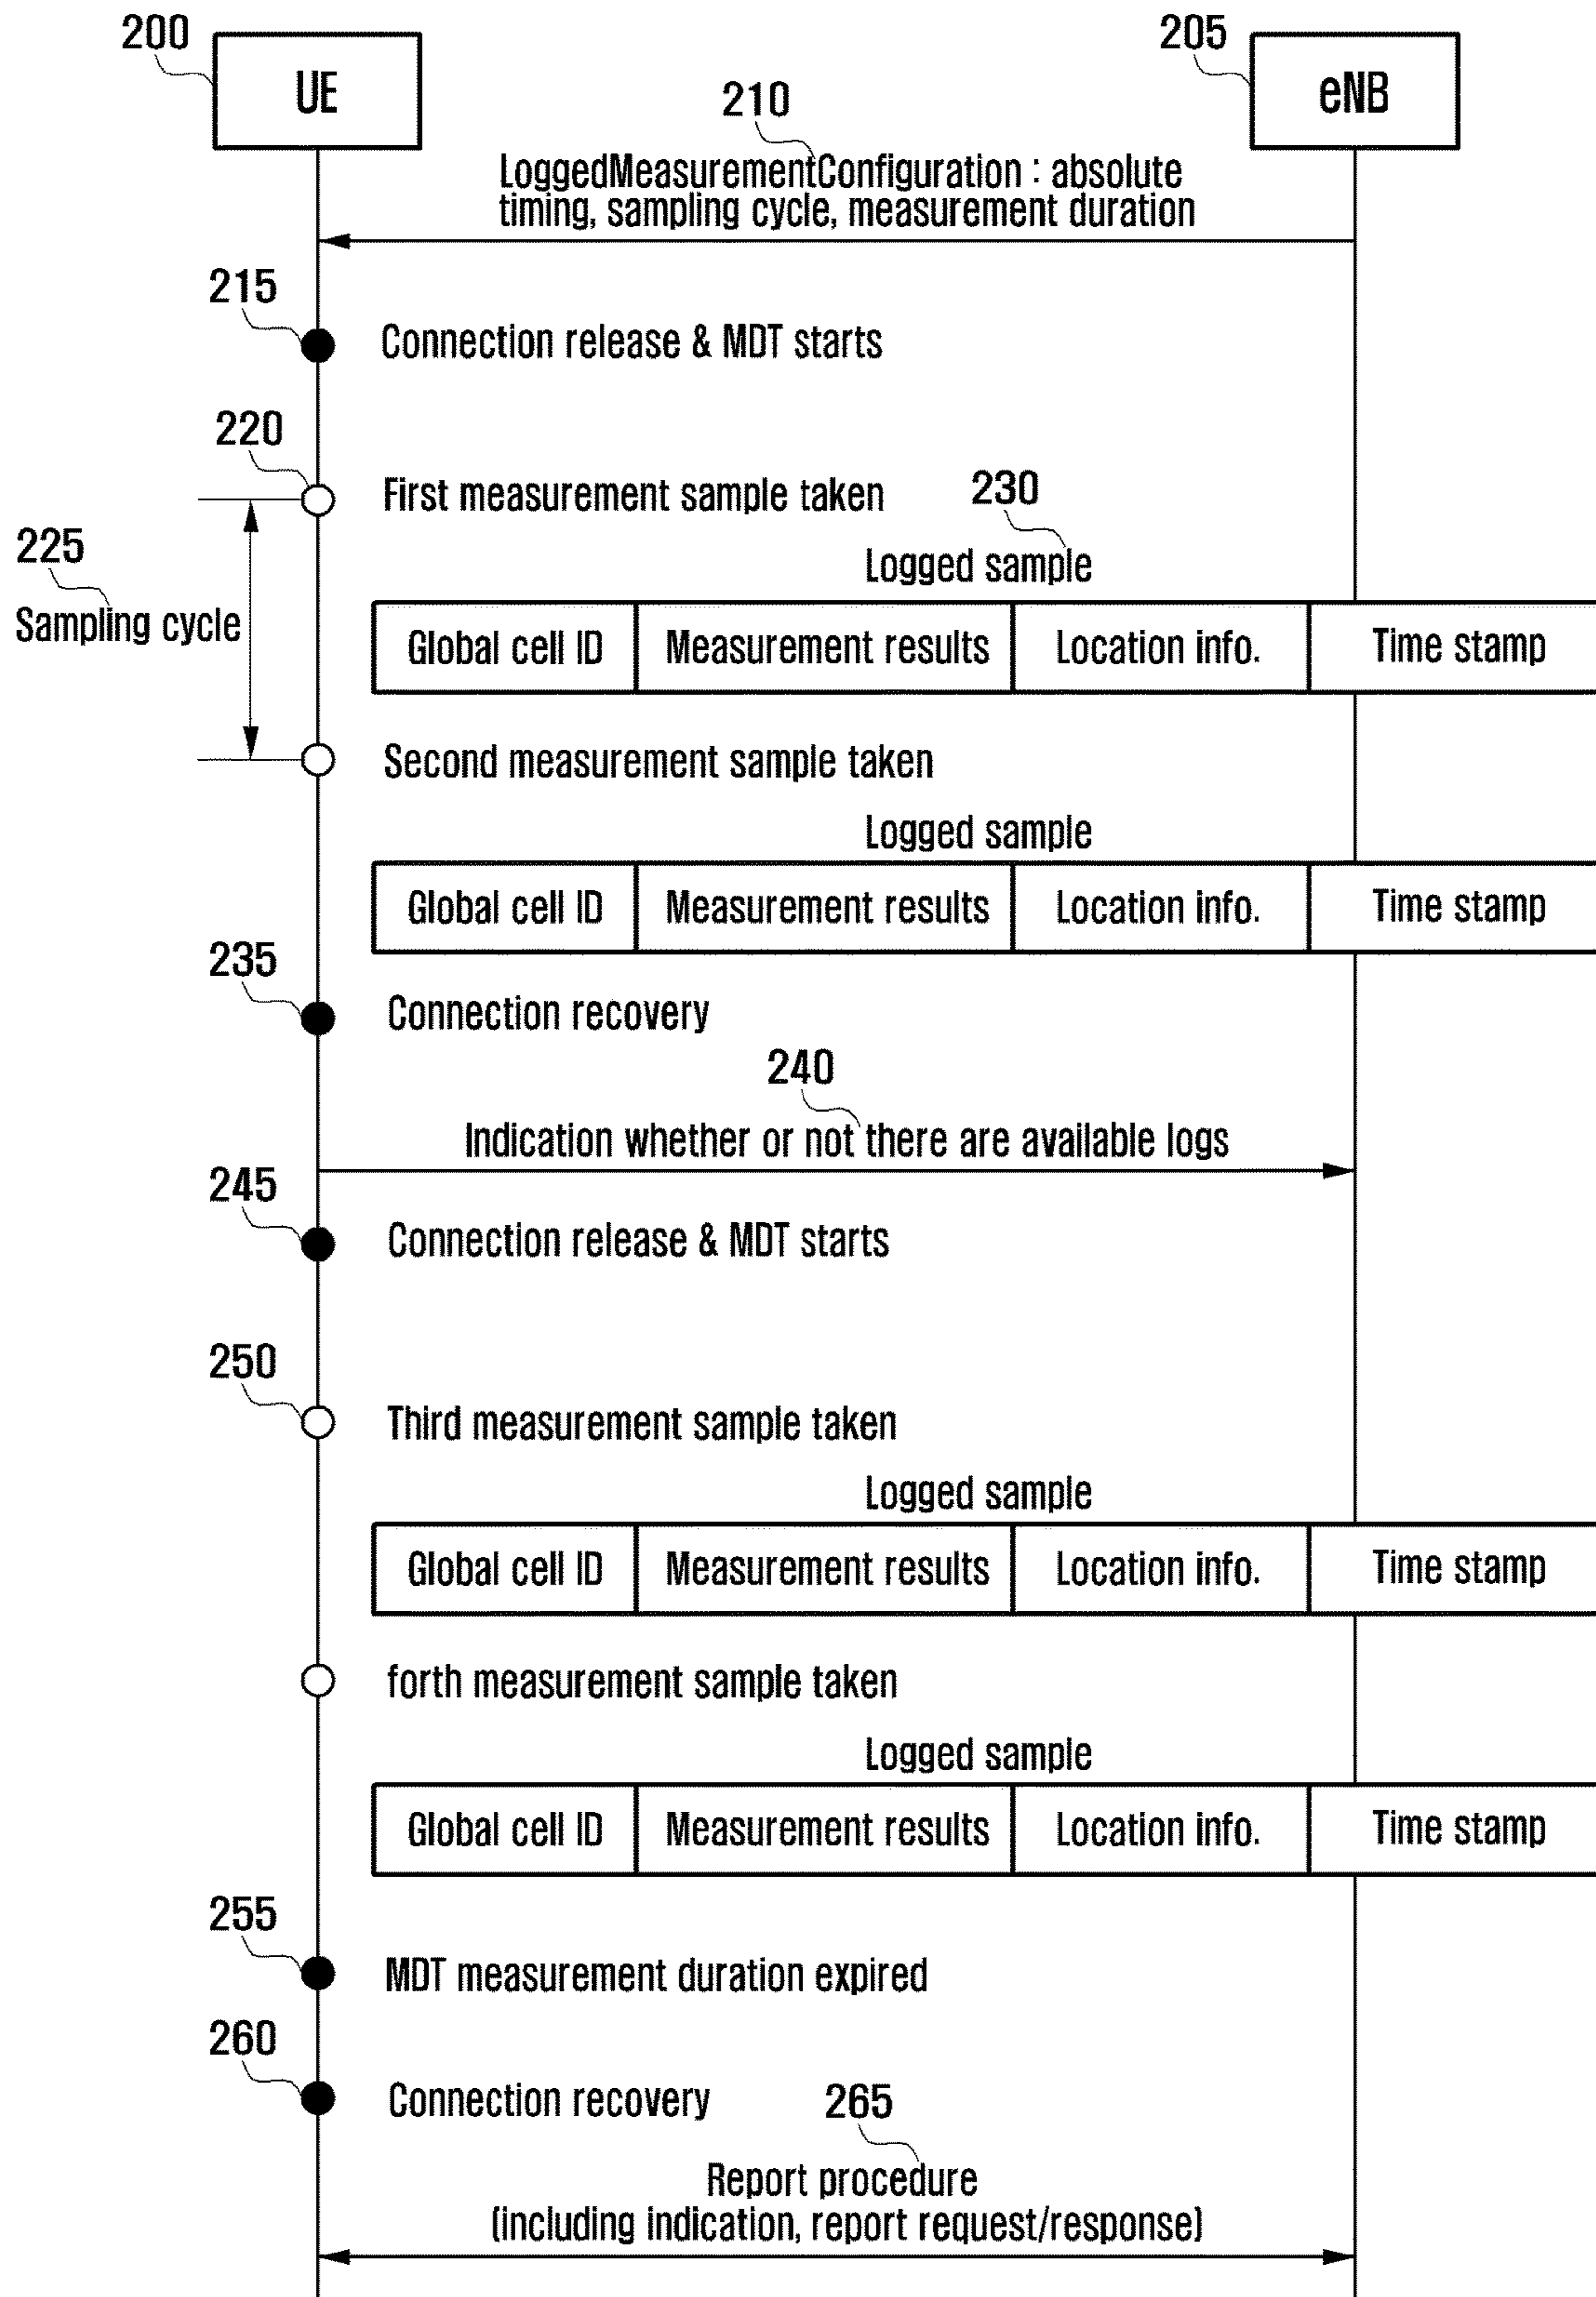 200
UE
205
eNB
210
LoggedMeasurementConfiguration : absolute
timing, sampling cycle, measurement duration
215
Connection release & MDT starts
220
First measurement sample taken
230
225
Sampling cycle
Logged sample
Global cell ID Measurement results Location info. Time stamp
Second measurement sample taken
Logged sample
Global cell ID Measurement results Location info. Time stamp
235
Connection recovery
240
Indication whether or not there are available logs
245
Connection release & MDT starts
250
Third measurement sample taken
Logged sample
Global cell ID Measurement results Location info. Time stamp
forth measurement sample taken
Logged sample
Global cell ID Measurement results Location info. Time stamp
255
MDT measurement duration expired
260
Connection recovery
265
Report procedure
(including indication, report request/response)